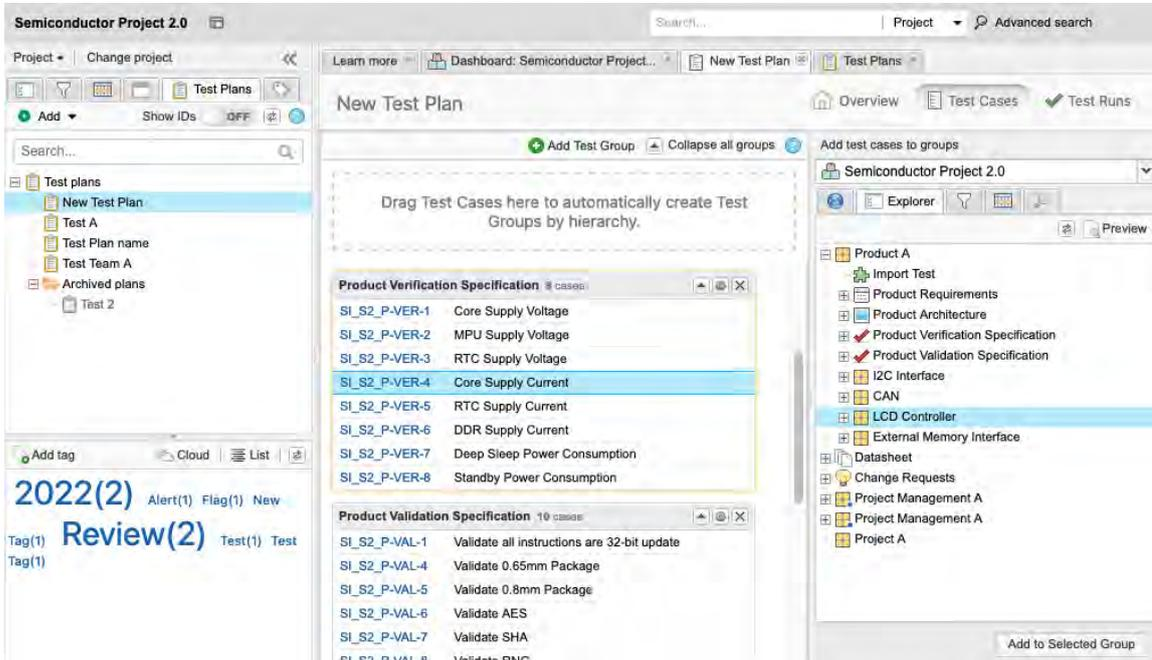 Semiconductor Project 2.0
Search...
Project
Advanced search
Project
Change project
Learn more
Dashboard: Semiconductor Project...
New Test Plan
Test Plans
Test Plans
Add
Show IDs
OFF
Search...
Test plans
New Test Plan
Test A
Test Plan name
Test Team A
Archived plans
Test 2
Add tag
Cloud
List
2022(2) Alert(1) Flag(1) New
Tag(1) Review(2) Test(1) Test
Tag(1)
New Test Plan
Overview
Test Cases
Test Runs
Add Test Group
Collapse all groups
Drag Test Cases here to automatically create Test
Groups by hierarchy.
Product Verification Specification 8 cases
SI_S2_P-VER-1 Core Supply Voltage
SI_S2_P-VER-2 MPU Supply Voltage
SI_S2_P-VER-3 RTC Supply Voltage
SI_S2_P-VER-4 Core Supply Current
SI_S2_P-VER-5 RTC Supply Current
SI_S2_P-VER-6 DDR Supply Current
SI_S2_P-VER-7 Deep Sleep Power Consumption
SI_S2_P-VER-8 Standby Power Consumption
Product Validation Specification 10 cases
SI_S2_P-VAL-1 Validate all instructions are 32-bit update
SI_S2_P-VAL-4 Validate 0.65mm Package
SI_S2_P-VAL-5 Validate 0.8mm Package
SI_S2_P-VAL-6 Validate AES
SI_S2_P-VAL-7 Validate SHA
Add test cases to groups
Semiconductor Project 2.0
Explorer
Preview
Product A
Import Test
Product Requirements
Product Architecture
Product Verification Specification
Product Validation Specification
I2C Interface
CAN
LCD Controller
External Memory Interface
Datasheet
Change Requests
Project Management A
Project Management A
Project A
Add to Selected Group